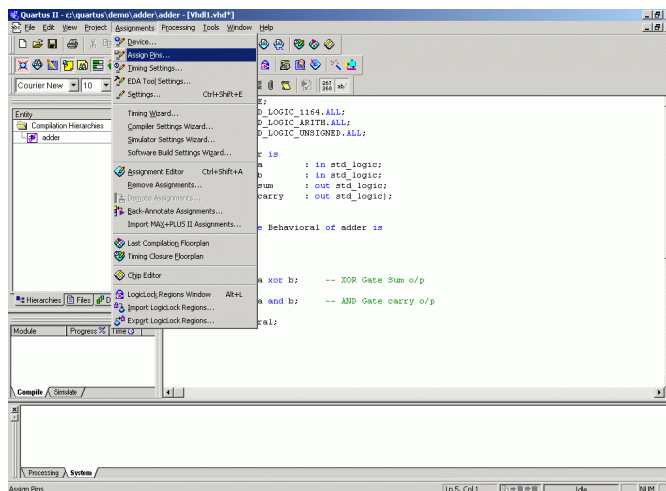 Quartus II - c:\quartus\demo\adder\adder - [Vhdl1.vhd*]
File Edit View Project Assignments Processing Tools Window Help
Device...
Assign Pins...
Timing Settings...
EDA Tool Settings...
Settings... Ctrl+Shift+E
Timing Wizard...
Compiler Settings Wizard...
Simulator Settings Wizard...
Software Build Settings Wizard...
Assignment Editor Ctrl+Shift+A
Remove Assignments...
Demote Assignments...
Back-Annotate Assignments...
Import MAX+PLUS II Assignments...
Last Compilation Floorplan
Timing Closure Floorplan
Chip Editor
LogicLock Regions Window Alt+L
Import LogicLock Regions...
Export LogicLock Regions...
Courier New 10
267
268 ab/
Entity
Compilation Hierarchies
adder
Hierarchies Files D
E;
D_LOGIC_1164.ALL;
D_LOGIC_ARITH.ALL;
D_LOGIC_UNSIGNED.ALL;
r is
a : in std_logic;
b : in std_logic;
sum : out std_logic;
carry : out std_logic);
e Behavioral of adder is
a xor b; -- XOR Gate Sum o/p
a and b; -- AND Gate carry o/p
ral;
Module Progress % Time
Compile Simulate
Processing System
Assign Pins
Ln 5, Col 1 Idle NUM